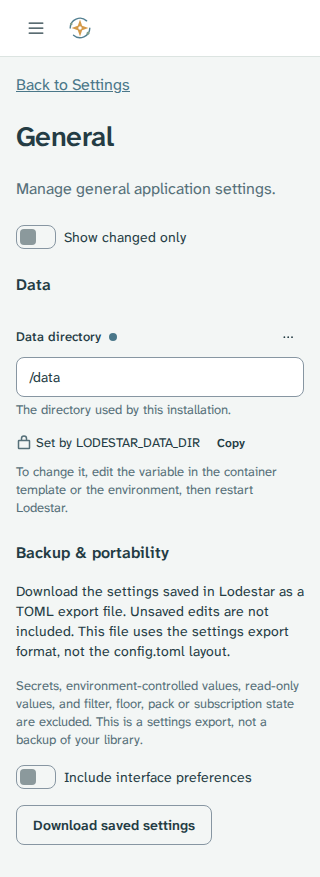 Back to Settings
General
Manage general application settings.
Show changed only
Data
Data directory
...
/data
The directory used by this installation.
Set by LODESTAR_DATA_DIR
Copy
To change it, edit the variable in the container
template or the environment, then restart
Lodestar.
Backup & portability
Download the settings saved in Lodestar as a
TOML export file. Unsaved edits are not
included. This file uses the settings export
format, not the config.toml layout.
Secrets, environment-controlled values, read-only
values, and filter, floor, pack or subscription state
are excluded. This is a settings export, not a
backup of your library.
Include interface preferences
Download saved settings